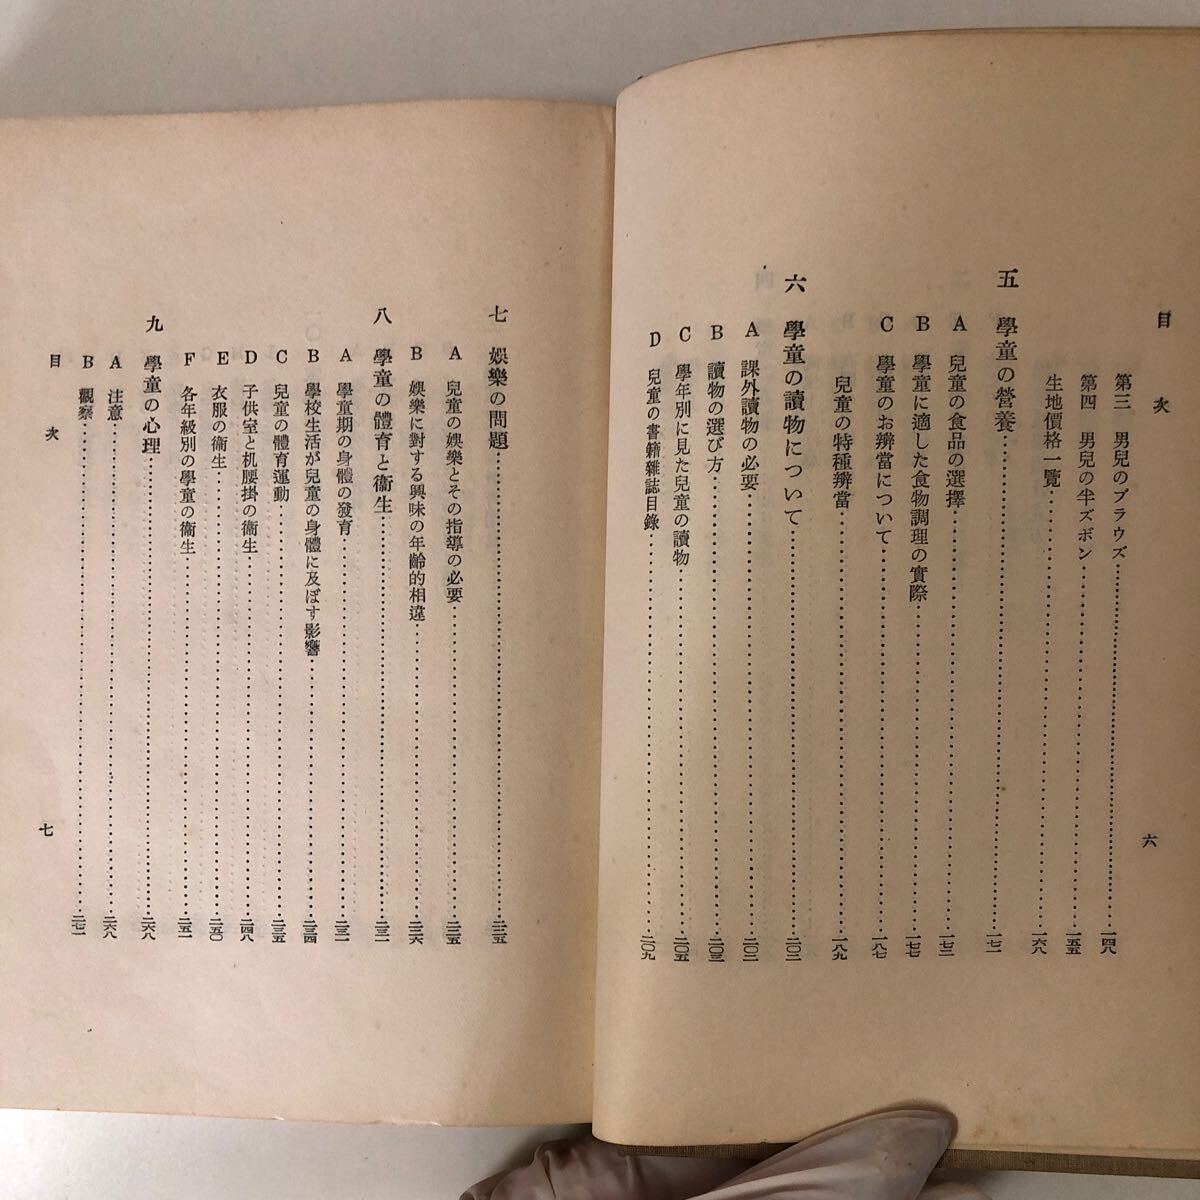 目次
第三 男兒のブラウズ 一四八
第四 男兒の半ズボン 一五五
生地價格一覽 一六八
五 學童の營養 一七二
A 兒童の食品の選擇 一七二
B 學童に適した食物調理の實際 一七七
C 學童のお辨當について 一八七
兒童の特種辨當 一八九
六 學童の讀物について 二〇二
A 課外讀物の必要 二〇二
B 讀物の選び方 二〇三
C 學年別に見た兒童の讀物 二〇五
D 兒童の書籍雜誌目錄 二〇九
六
七 娯樂の問題
A 兒童の娯樂とその指導の必要
B 娯樂に對する興味の年齡的相違
八 學童の體育と衞生 二三一
A 學童期の身體の發育 二三一
B 學校生活が兒童の身體に及ぼす影響 二三四
C 兒童の體育運動 二三五
D 子供室と机腰掛の衞生 二四八
E 衣服の衞生 二五〇
F 各年級別の學童の衞生 二五一
九 學童の心理 二六八
A 注意 二六八
B 觀察 二七一
目次
七